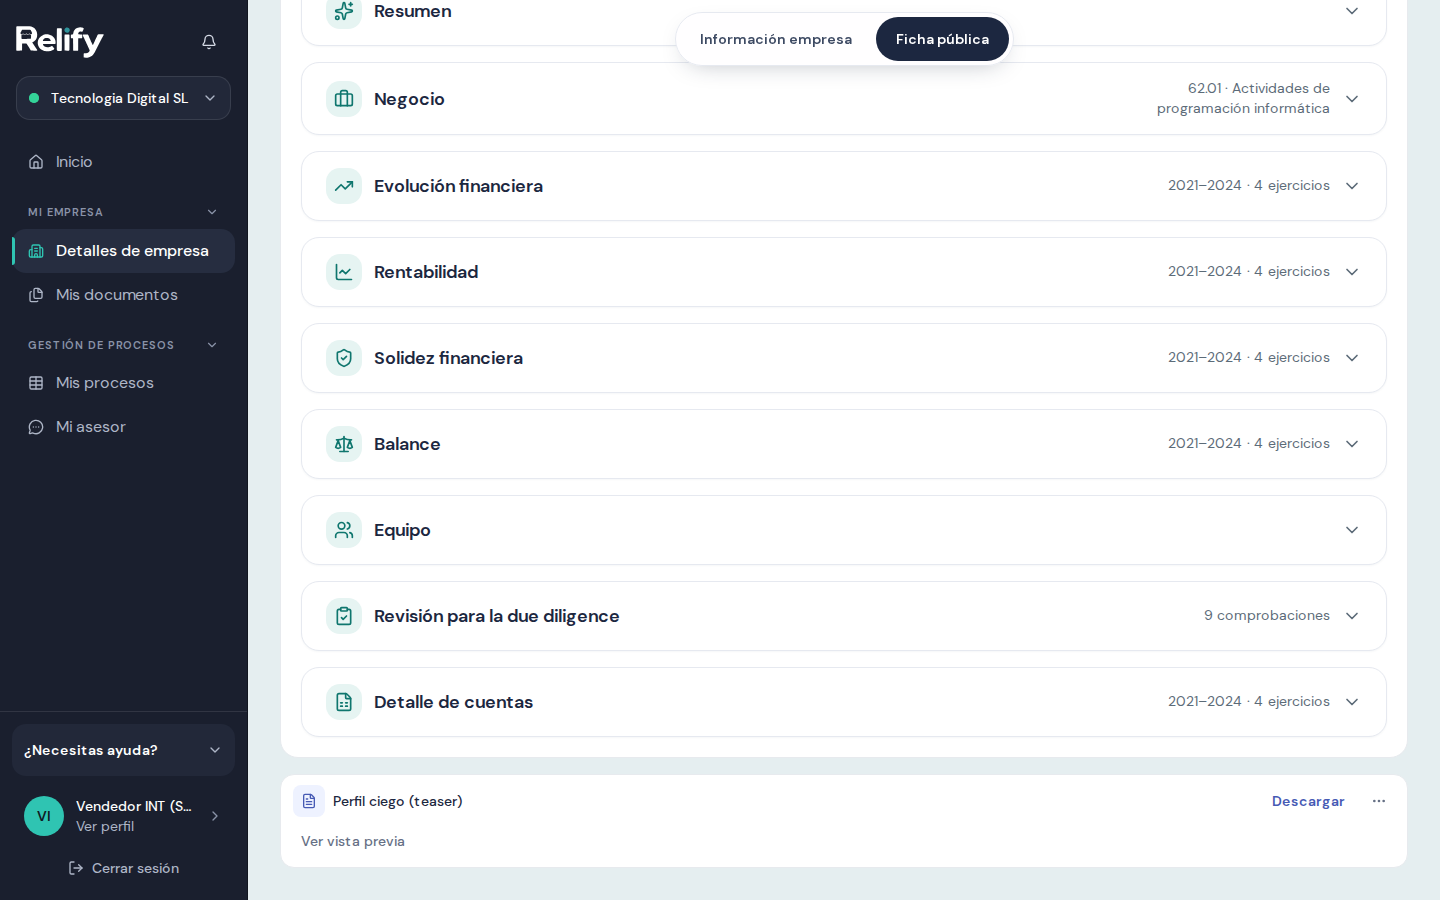 Relify
Tecnologia Digital SL
Inicio
MI EMPRESA
Detalles de empresa
Mis documentos
GESTIÓN DE PROCESOS
Mis procesos
Mi asesor
¿Necesitas ayuda?
VI
Vendedor INT (S...
Ver perfil
Cerrar sesión
Información empresa
Ficha pública
Resumen
Negocio
62.01 · Actividades de
programación informática
Evolución financiera
2021–2024 · 4 ejercicios
Rentabilidad
2021–2024 · 4 ejercicios
Solidez financiera
2021–2024 · 4 ejercicios
Balance
2021–2024 · 4 ejercicios
Equipo
Revisión para la due diligence
9 comprobaciones
Detalle de cuentas
2021–2024 · 4 ejercicios
Perfil ciego (teaser)
Descargar
Ver vista previa